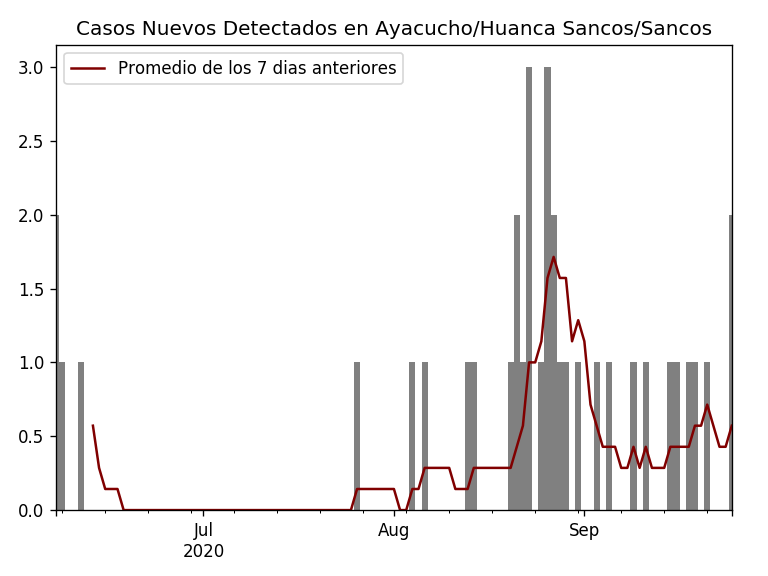 Casos Nuevos Detectados en Ayacucho/Huanca Sancos/Sancos
Promedio de los 7 dias anteriores
3.0
2.5
2.0
1.5
1.0
0.5
0.0
Jul
2020
Aug
Sep